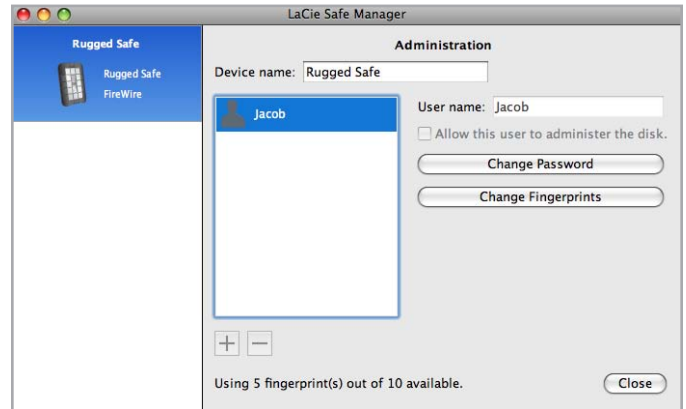 LaCie Safe Manager
Rugged Safe
Rugged Safe
FireWire
Administration
Device name: Rugged Safe
Jacob
User name: Jacob
Allow this user to administer the disk.
Change Password
Change Fingerprints
Using 5 fingerprint(s) out of 10 available.
Close